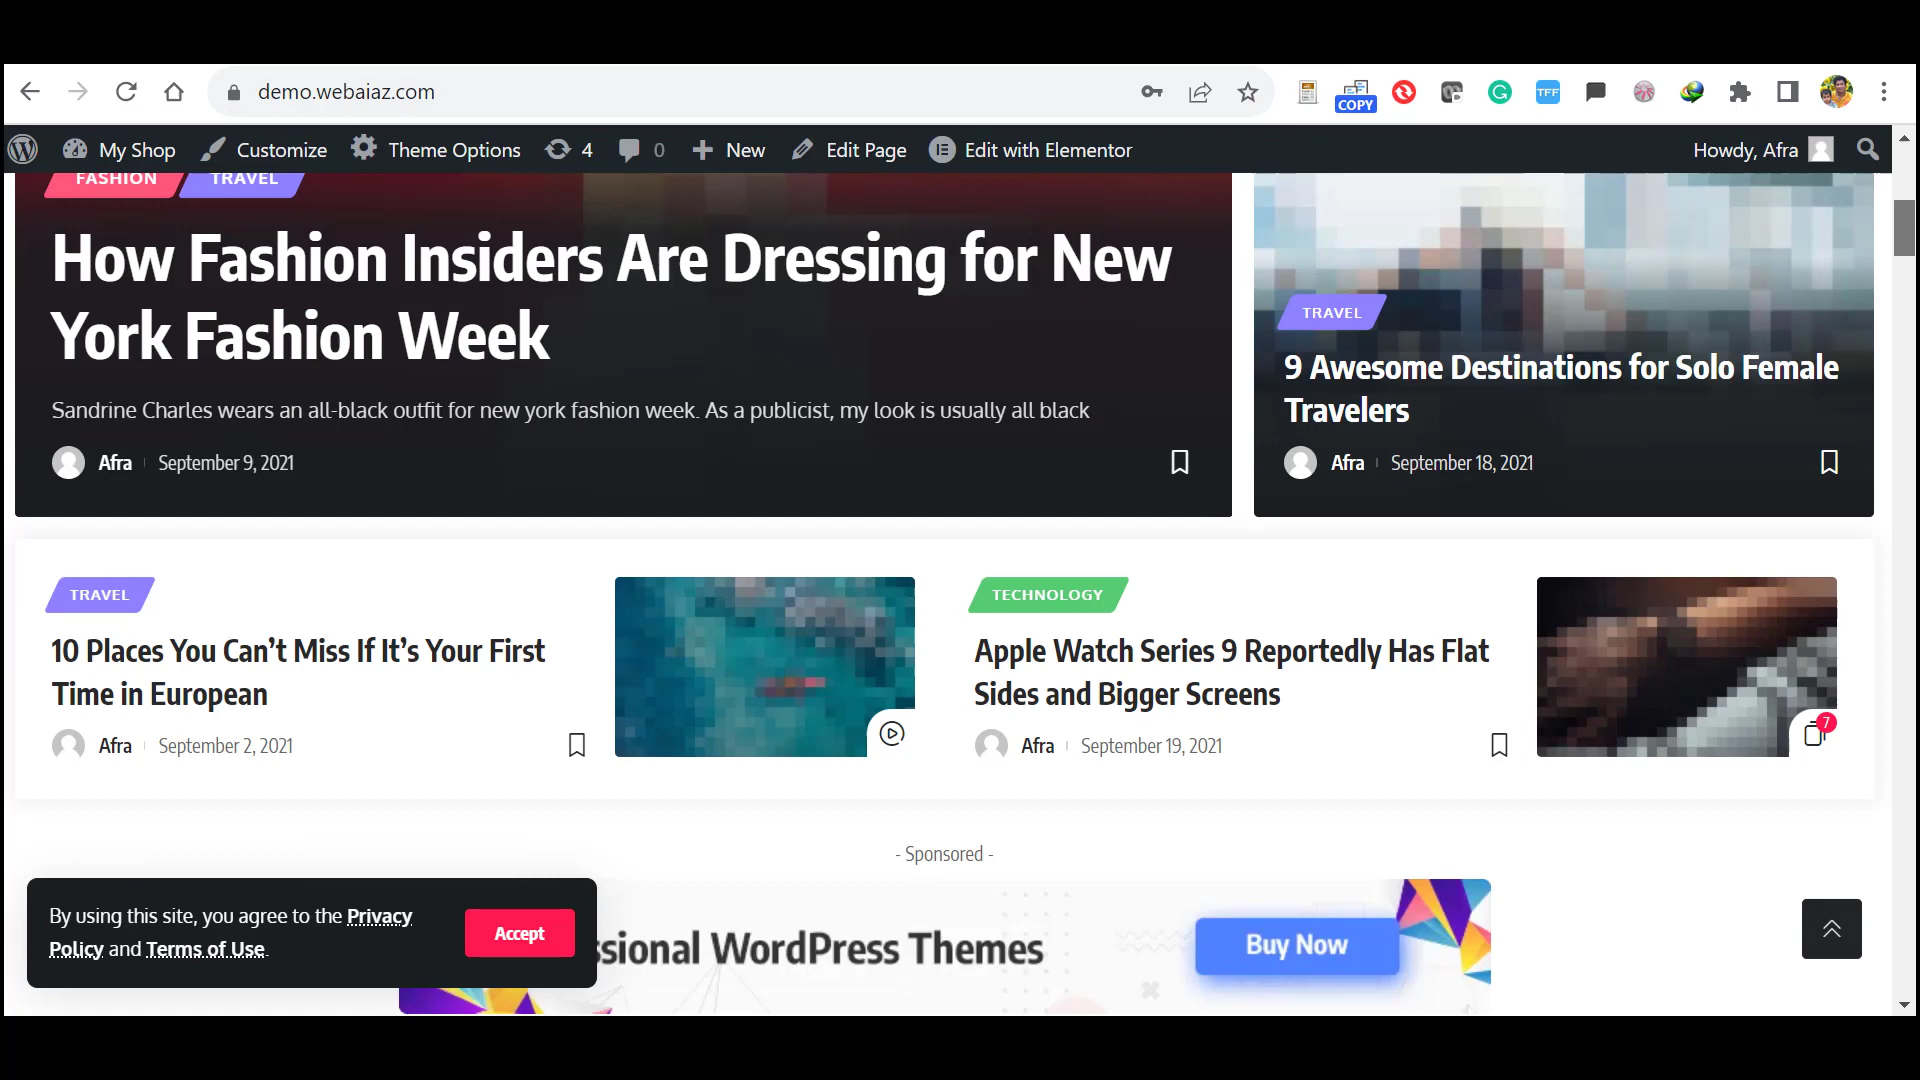 demo.webaiaz.com
COPY
TFF
My Shop
Customize
Theme Options
4
0
New
Edit Page
Edit with Elementor
Howdy, Afra
FASHION
TRAVEL
How Fashion Insiders Are Dressing for New
York Fashion Week
Sandrine Charles wears an all-black outfit for new york fashion week. As a publicist, my look is usually all black
Afra
September 9, 2021
TRAVEL
9 Awesome Destinations for Solo Female
Travelers
Afra
September 18, 2021
TRAVEL
10 Places You Can’t Miss If It’s Your First
Time in European
Afra
September 2, 2021
TECHNOLOGY
Apple Watch Series 9 Reportedly Has Flat
Sides and Bigger Screens
Afra
September 19, 2021
7
- Sponsored -
By using this site, you agree to the Privacy
Policy and Terms of Use.
Accept
ssional WordPress Themes
Buy Now